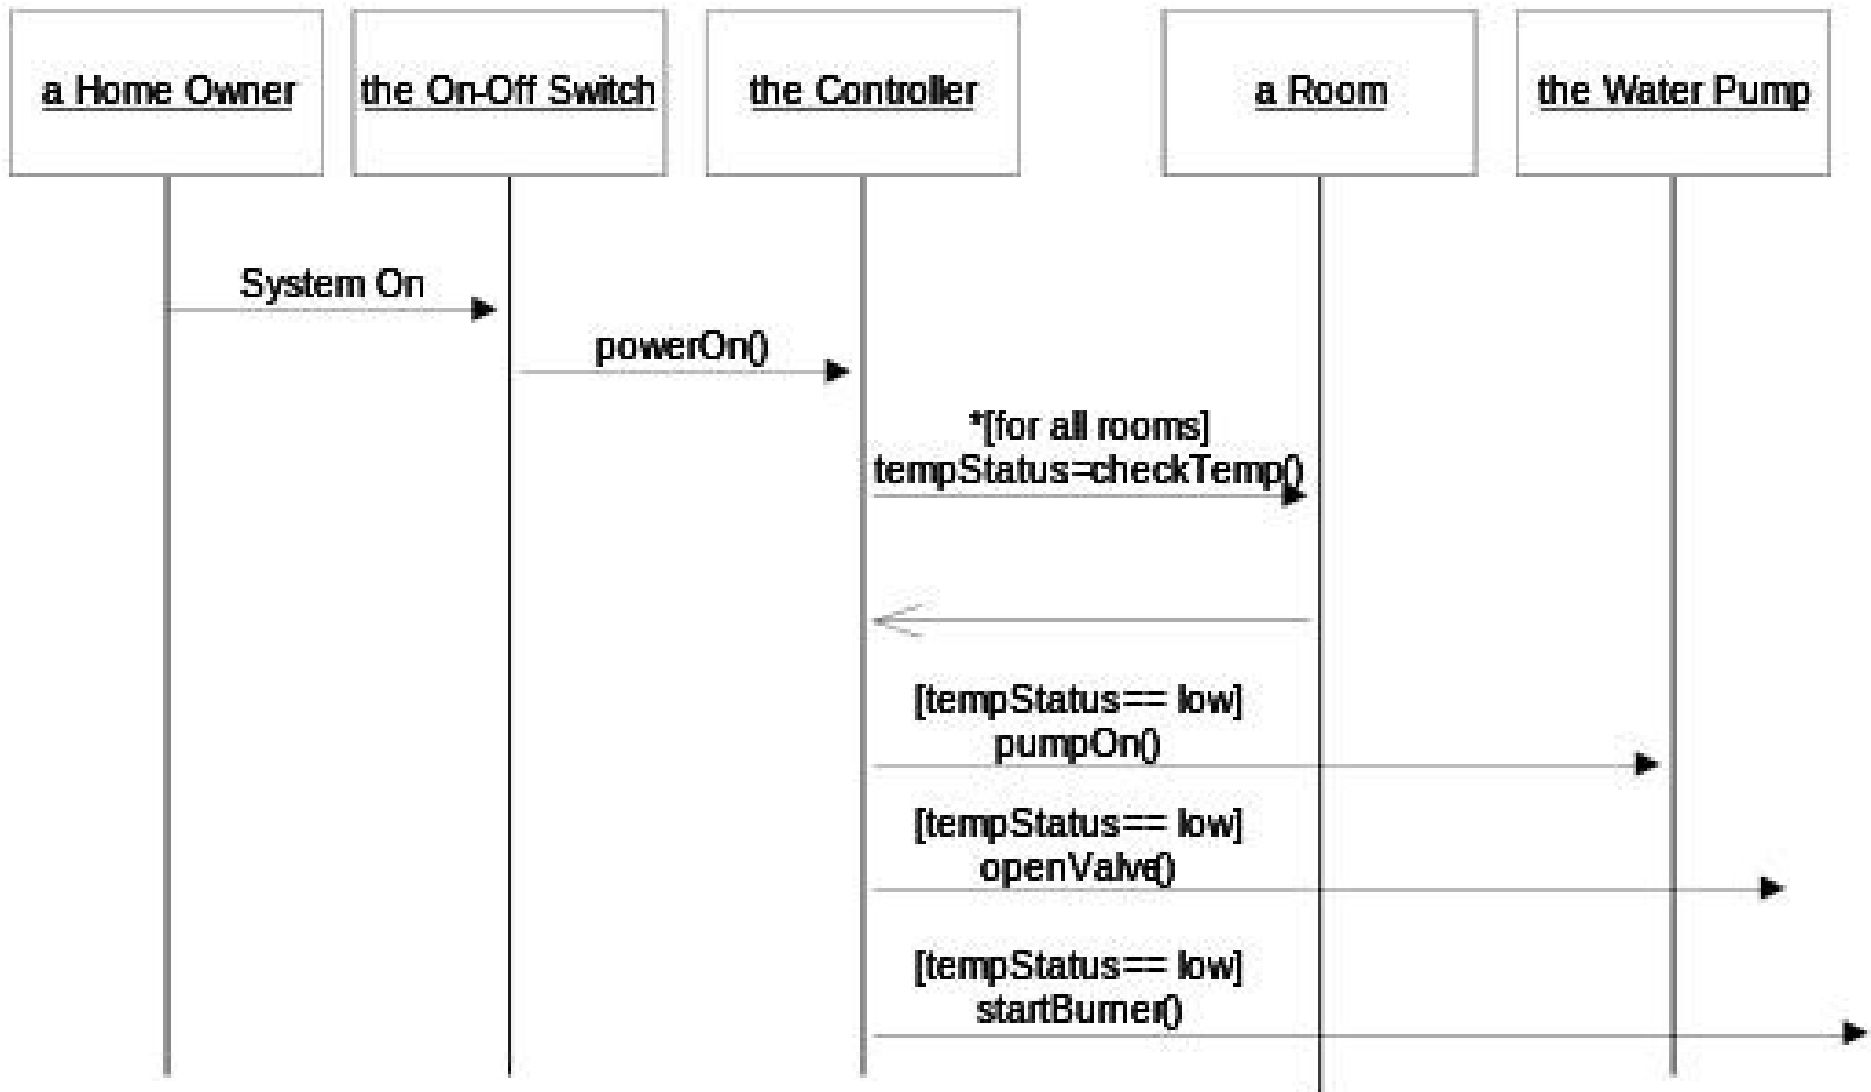 a Home Owner
the On-Off Switch
the Controller
a Room
the Water Pump
System On
powerOn()
*[for all rooms]
tempStatus=checkTemp()
[tempStatus== low]
pumpOn()
[tempStatus== low]
openValve()
[tempStatus== low]
startBurner()